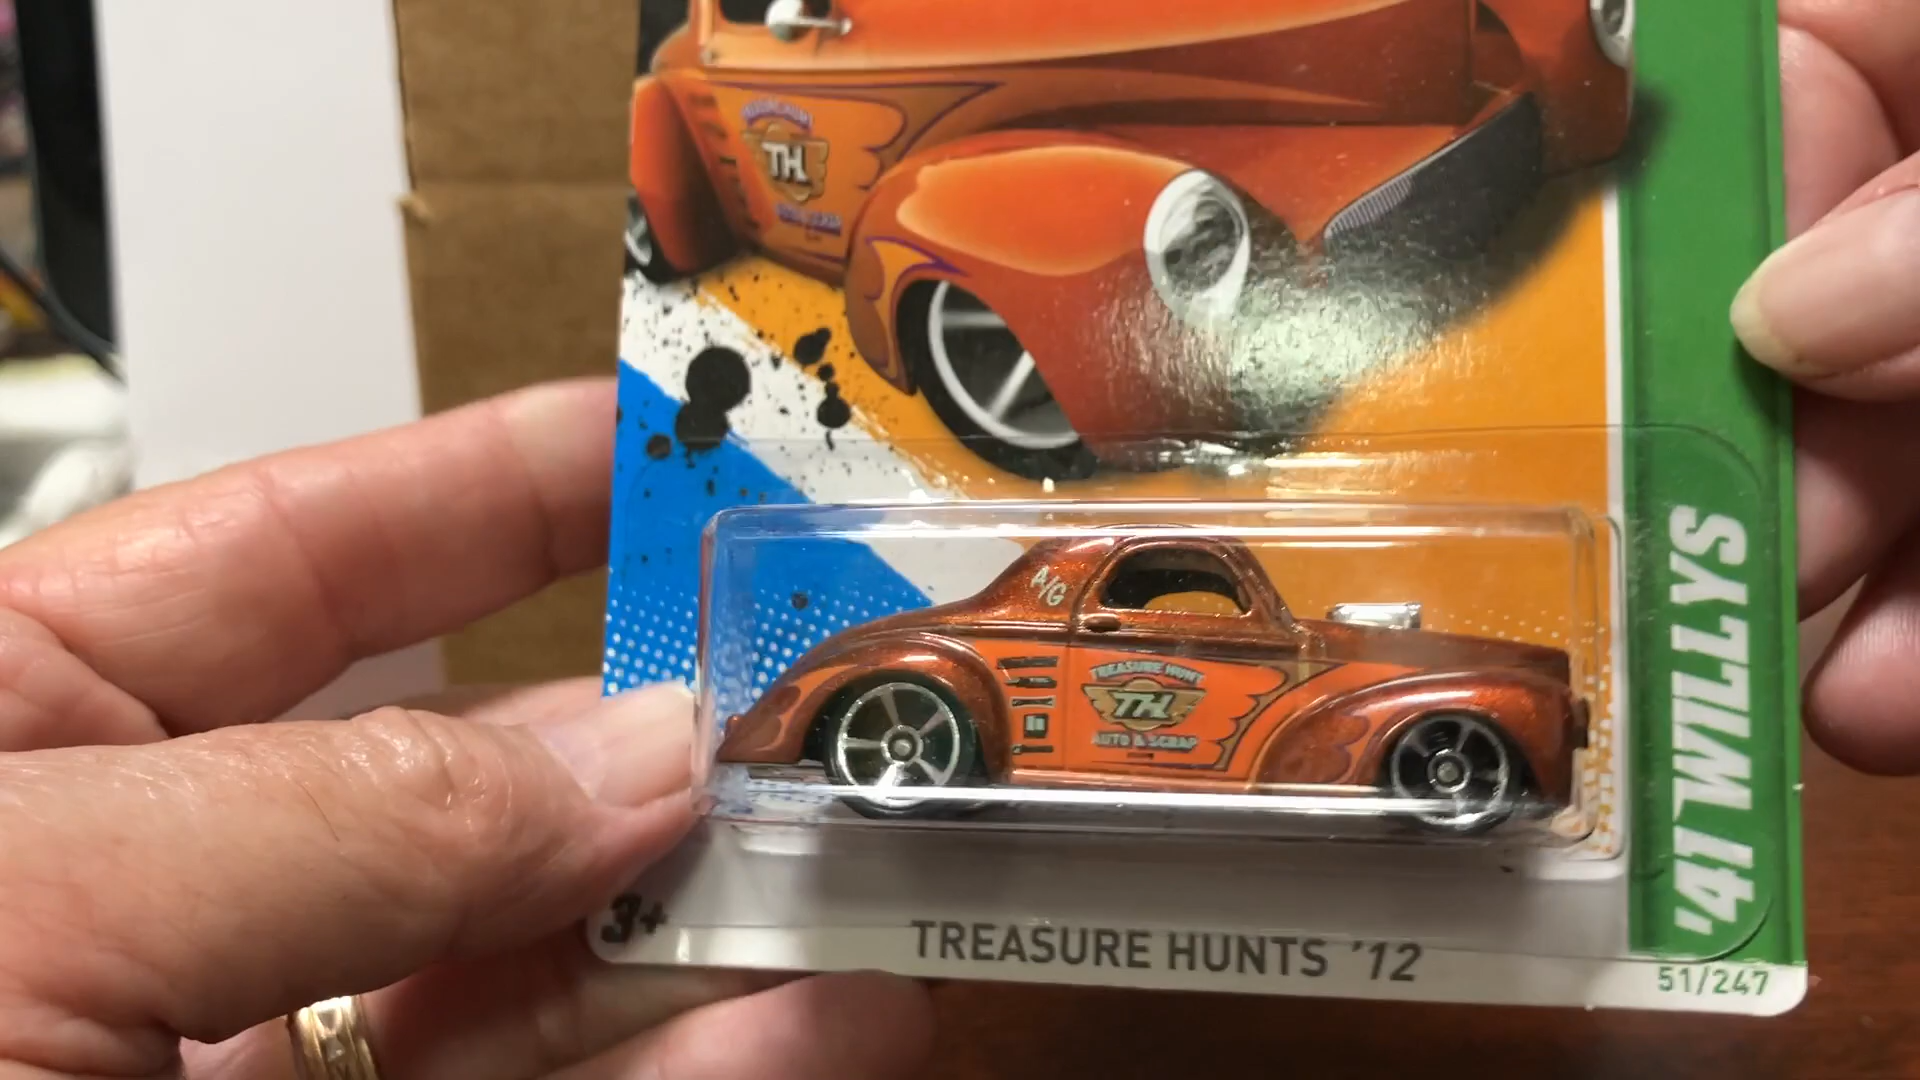 TH
A/G
TREASURE HUNT
TH
AUTO & SCRAP
'41 WILLYS
3+
TREASURE HUNTS '12
51/247